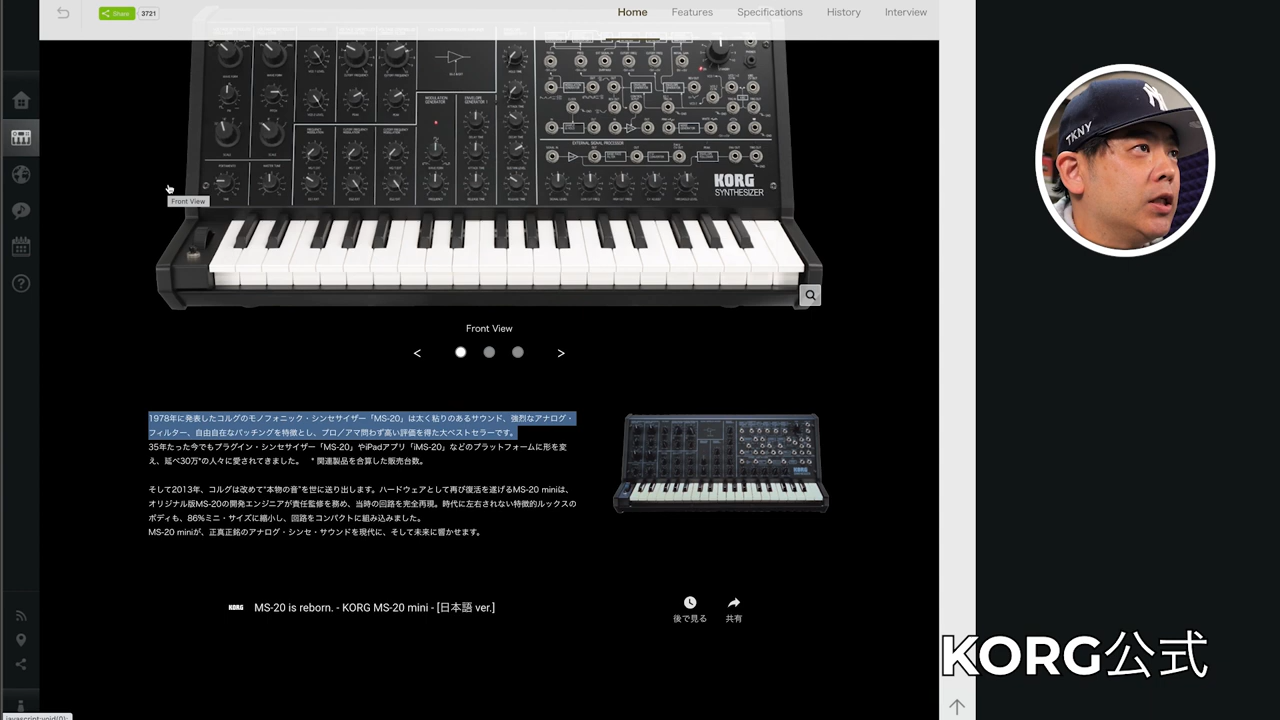 Share
3721
Home
Features
Specifications
History
Interview
MODULATION
GENERATOR
ENVELOPE
GENERATOR 1
EXTERNAL SIGNAL PROCESSOR
KORG
SYNTHESIZER
Front View
Front View
<
>
1978年に発表したコルグのモノフォニック・シンセサイザー「MS-20」は太く粘りのあるサウンド、強烈なアナログ・
フィルター、自由自在なパッチングを特徴とし、プロ／アマ問わず高い評価を得た大ベストセラーです。
35年たった今でもプラグイン・シンセサイザー「MS-20」やiPadアプリ「iMS-20」などのプラットフォームに形を変
え、延べ30万*の人々に愛されてきました。 * 関連製品を合算した販売台数。
そして2013年、コルグは改めて"本物の音"を世に送り出します。ハードウェアとして再び復活を遂げるMS-20 miniは、
オリジナル版MS-20の開発エンジニアが責任監修を務め、当時の回路を完全再現。時代に左右されない特徴的ルックスの
ボディも、86%ミニ・サイズに縮小し、回路をコンパクトに組み込みました。
MS-20 miniが、正真正銘のアナログ・シンセ・サウンドを現代に、そして未来に響かせます。
KORG
MS-20 is reborn. - KORG MS-20 mini - [日本語 ver.]
後で見る
共有
TKNY
NY
KORG公式
javascript:void(0);